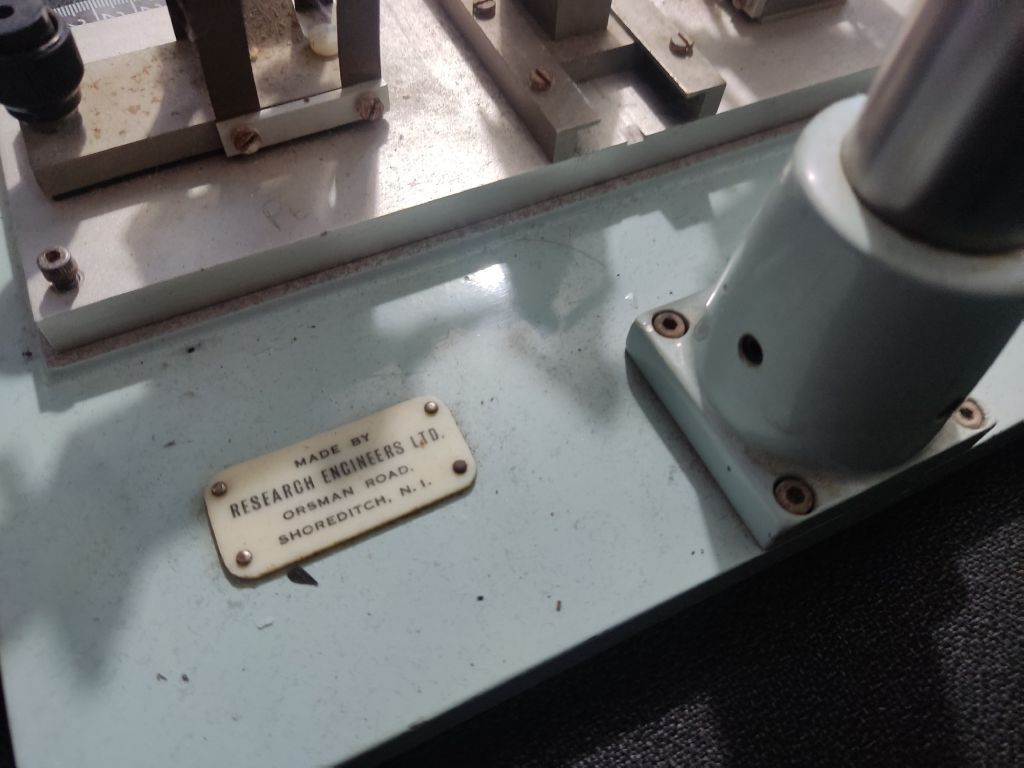 MADE BY
RESEARCH ENGINEERS LTD.
ORSMAN ROAD.
SHOREDITCH, N.1.